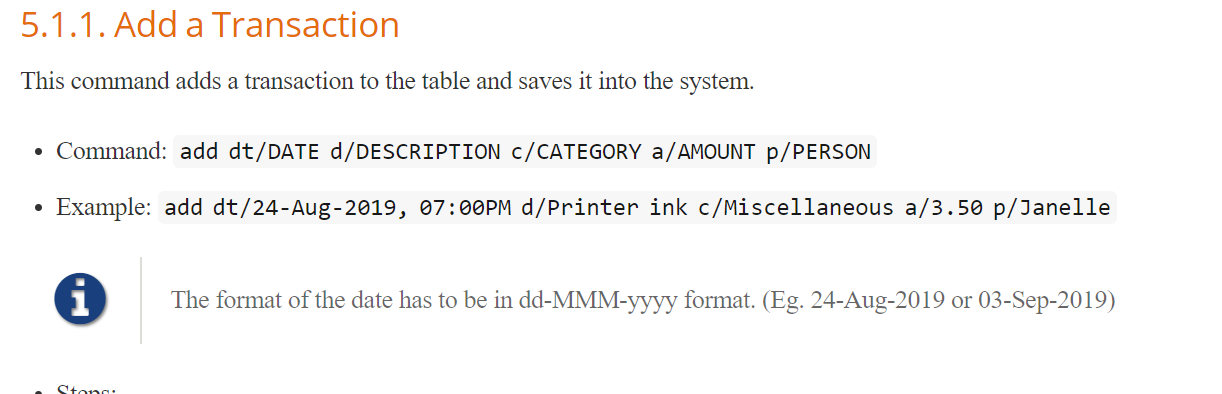 5.1.1. Add a Transaction
This command adds a transaction to the table and saves it into the system.
• Command: add dt/DATE d/DESCRIPTION c/CATEGORY a/AMOUNT p/PERSON
• Example: add dt/24-Aug-2019, 07:00PM d/Printer ink c/Miscellaneous a/3.50 p/Janelle
The format of the date has to be in dd-MMM-yyyy format. (Eg. 24-Aug-2019 or 03-Sep-2019)
• Steps: